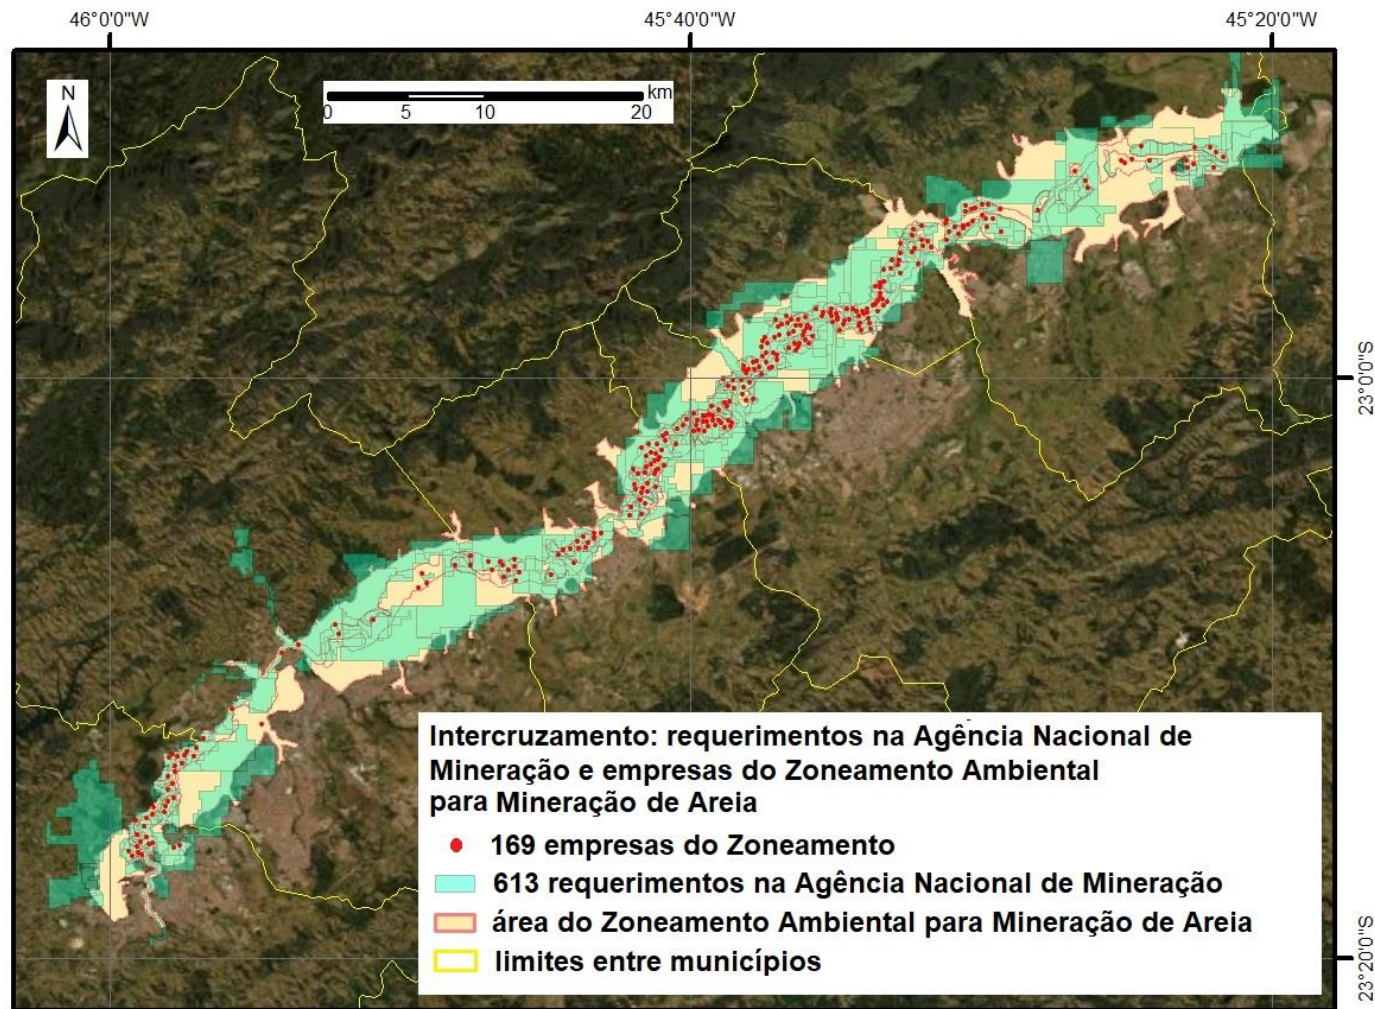 46°0'0"W 45°40'0"W 45°20'0"W
N
km
0 5 10 20
23°0'0"S
Intercruzamento: requerimentos na Agência Nacional de
Mineração e empresas do Zoneamento Ambiental
para Mineração de Areia
169 empresas do Zoneamento
613 requerimentos na Agência Nacional de Mineração
área do Zoneamento Ambiental para Mineração de Areia
limites entre municípios
23°20'0"S